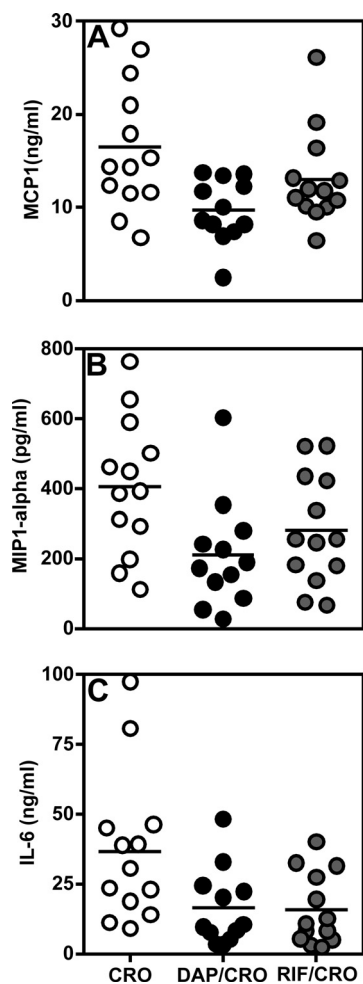 A
30
20
10
0
MCP1(ng/ml)
B
800
600
400
200
0
MIP1-alpha (pg/ml)
C
100
75
50
25
0
IL-6 (ng/ml)
CRO DAP/CRO RIF/CRO